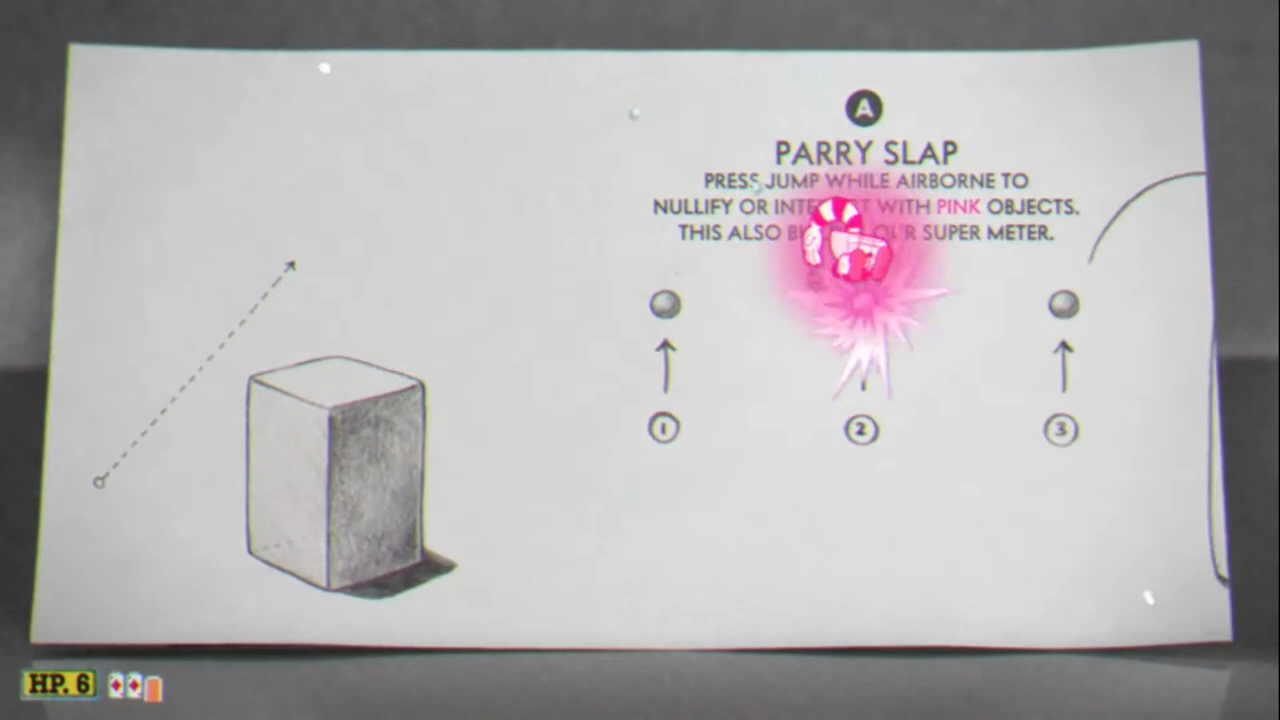 A
PARRY SLAP
PRESS JUMP WHILE AIRBORNE TO
NULLIFY OR WITH PINK OBJECTS.
THIS ALSO SUPER METER.
1
2
3
HP. 6